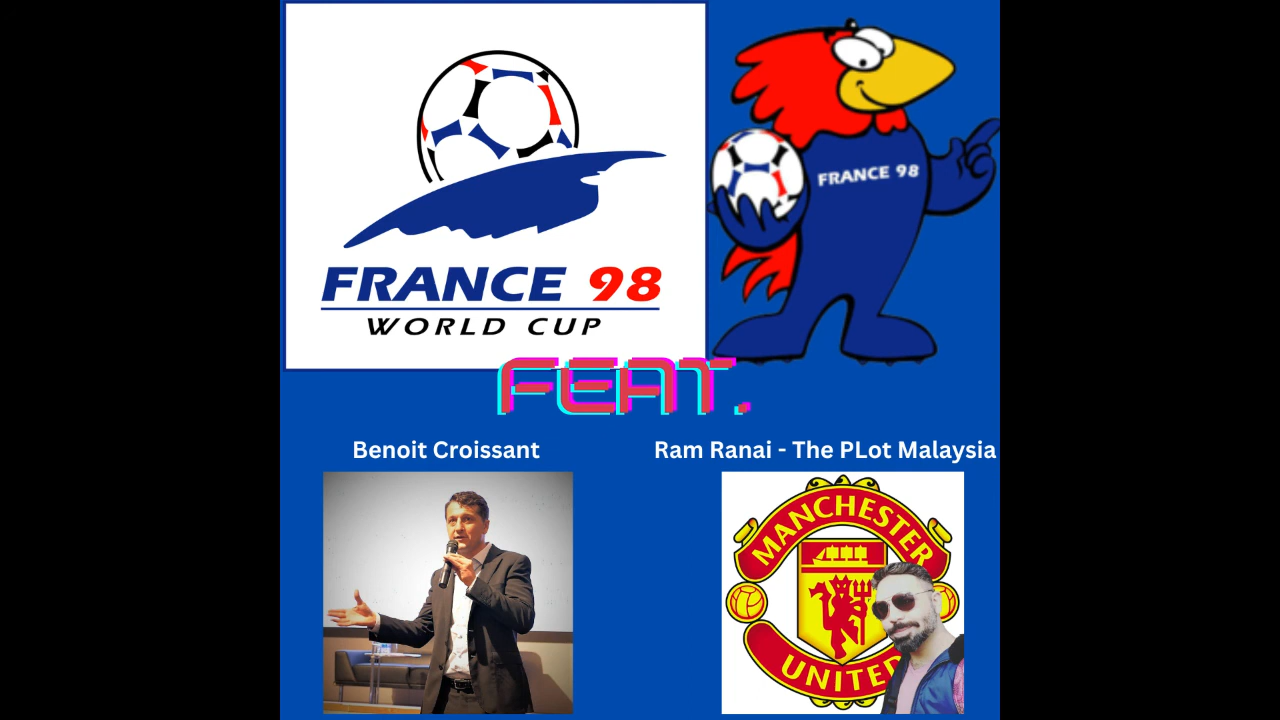 FRANCE 98
WORLD CUP
FRANCE 98
FEAT.
Benoit Croissant
Ram Ranai - The PLot Malaysia
MANCHESTER
UNITED